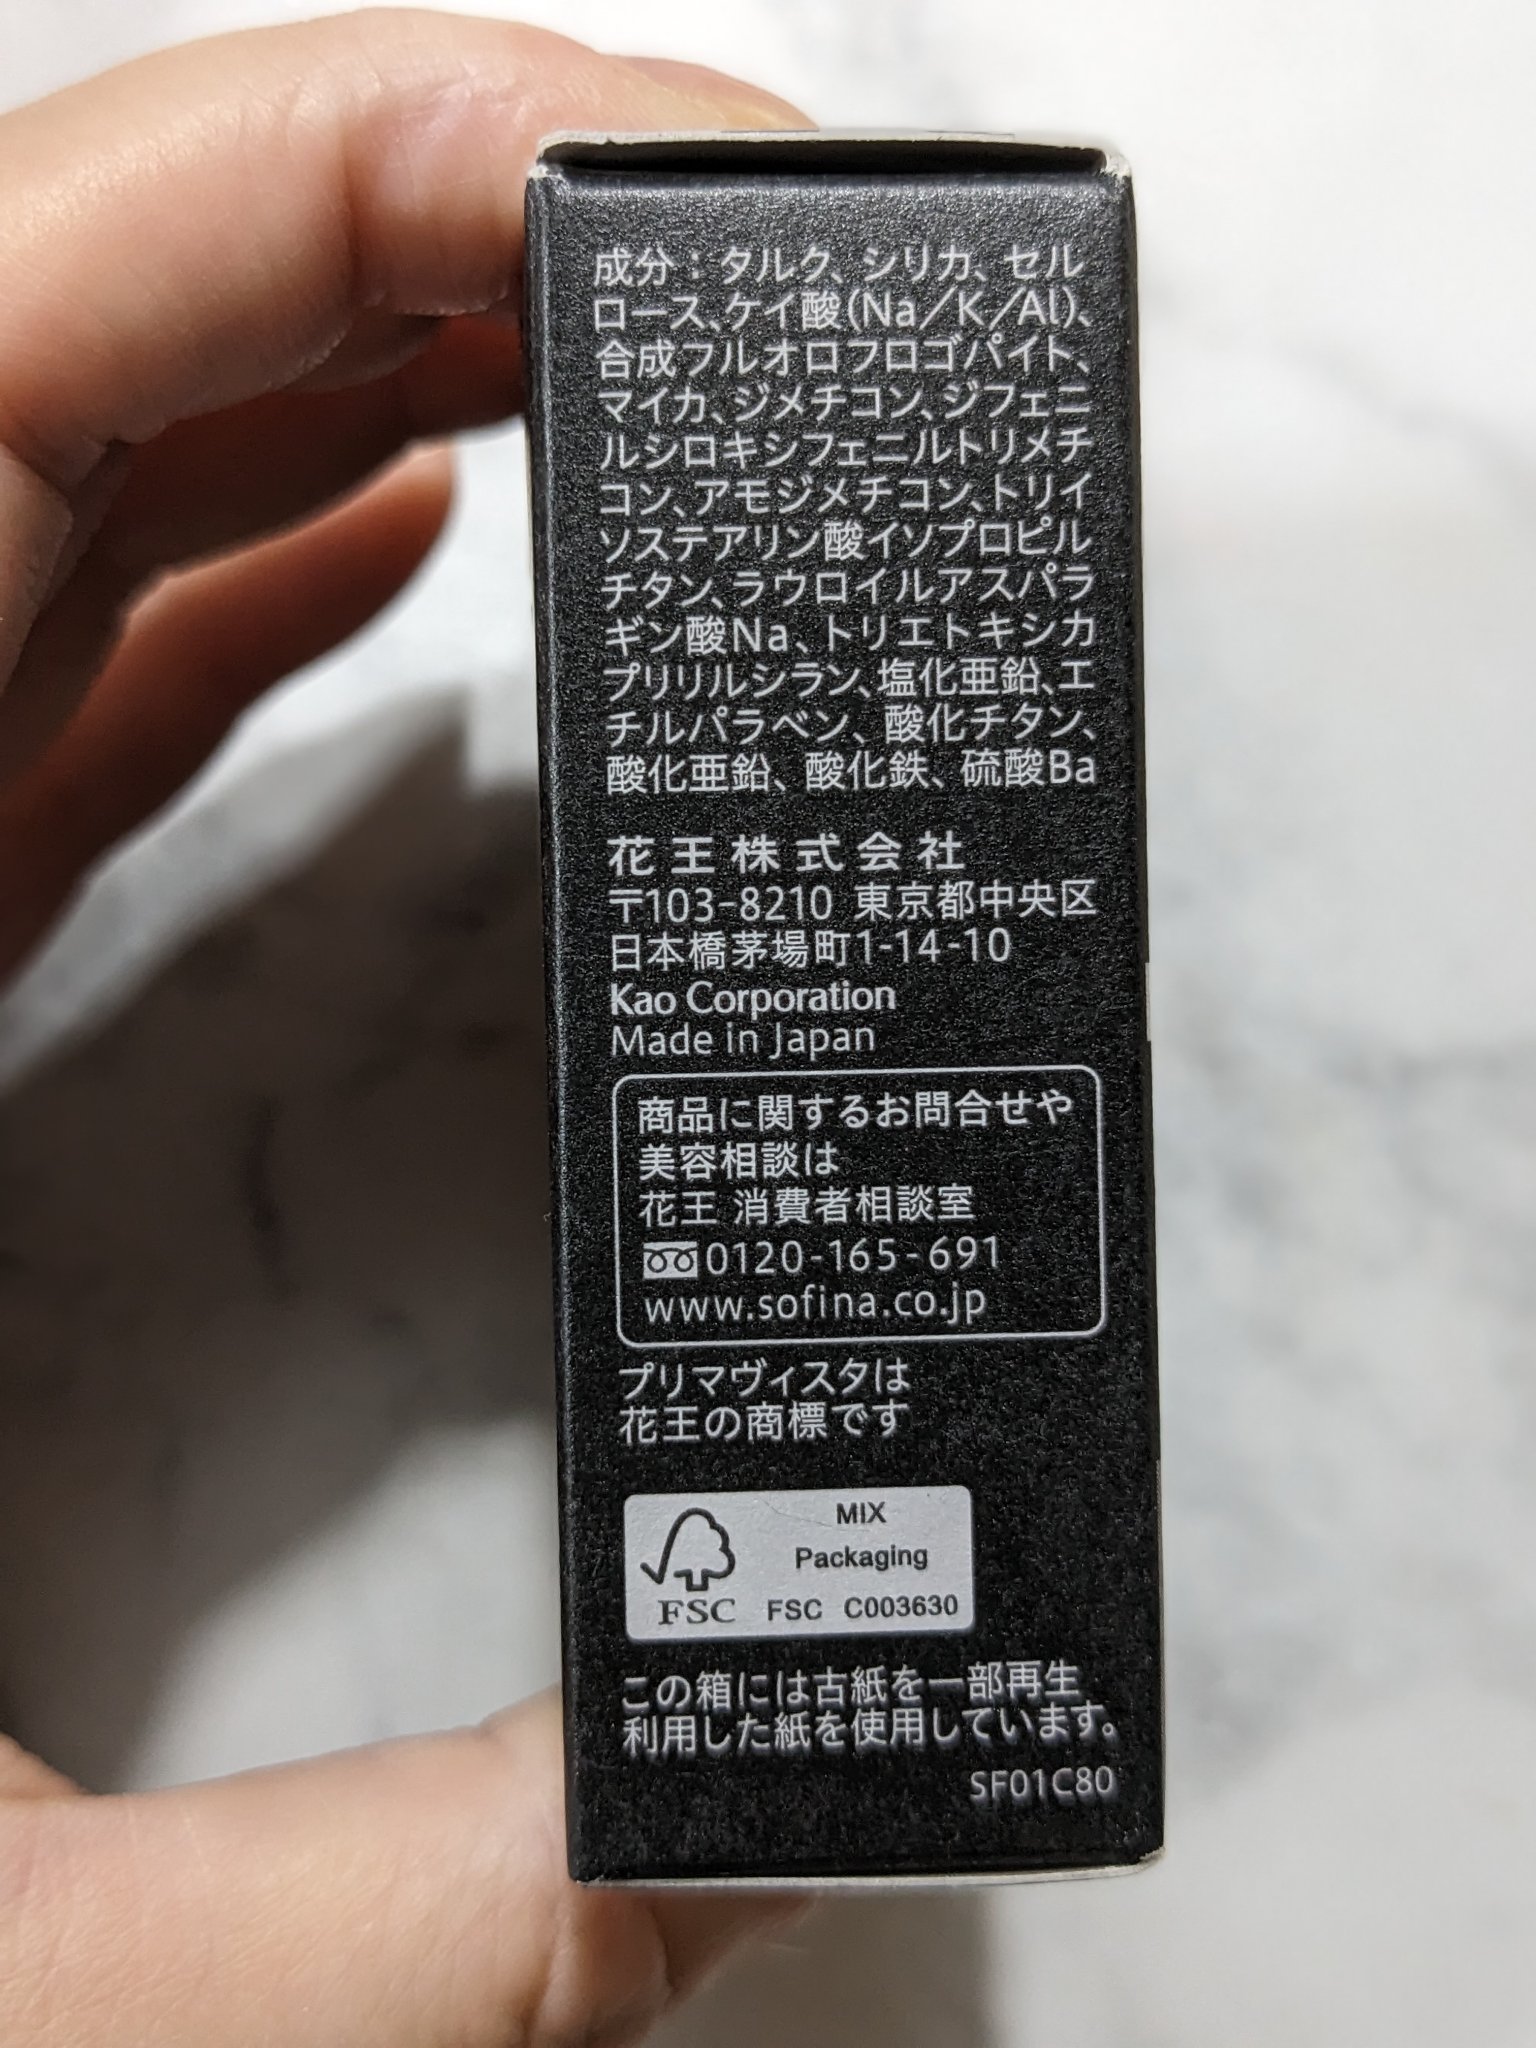 成分：タルク、シリカ、セル
ロース、ケイ酸(Na／K／Al)、
合成フルオロフロゴパイト、
マイカ、ジメチコン、ジフェニ
ルシロキシフェニルトリメチ
コン、アモジメチコン、トリイ
ソステアリン酸イソプロピル
チタン、ラウロイルアスパラ
ギン酸Na、トリエトキシカ
プリリルシラン、塩化亜鉛、エ
チルパラベン、酸化チタン、
酸化亜鉛、酸化鉄、硫酸Ba
花王株式会社
〒103-8210 東京都中央区
日本橋茅場町1-14-10
Kao Corporation
Made in Japan
商品に関するお問合せや
美容相談は
花王 消費者相談室
0120-165-691
www.sofina.co.jp
プリマヴィスタは
花王の商標です
MIX
Packaging
FSC FSC C003630
この箱には古紙を一部再生
利用した紙を使用しています。
SF01C80